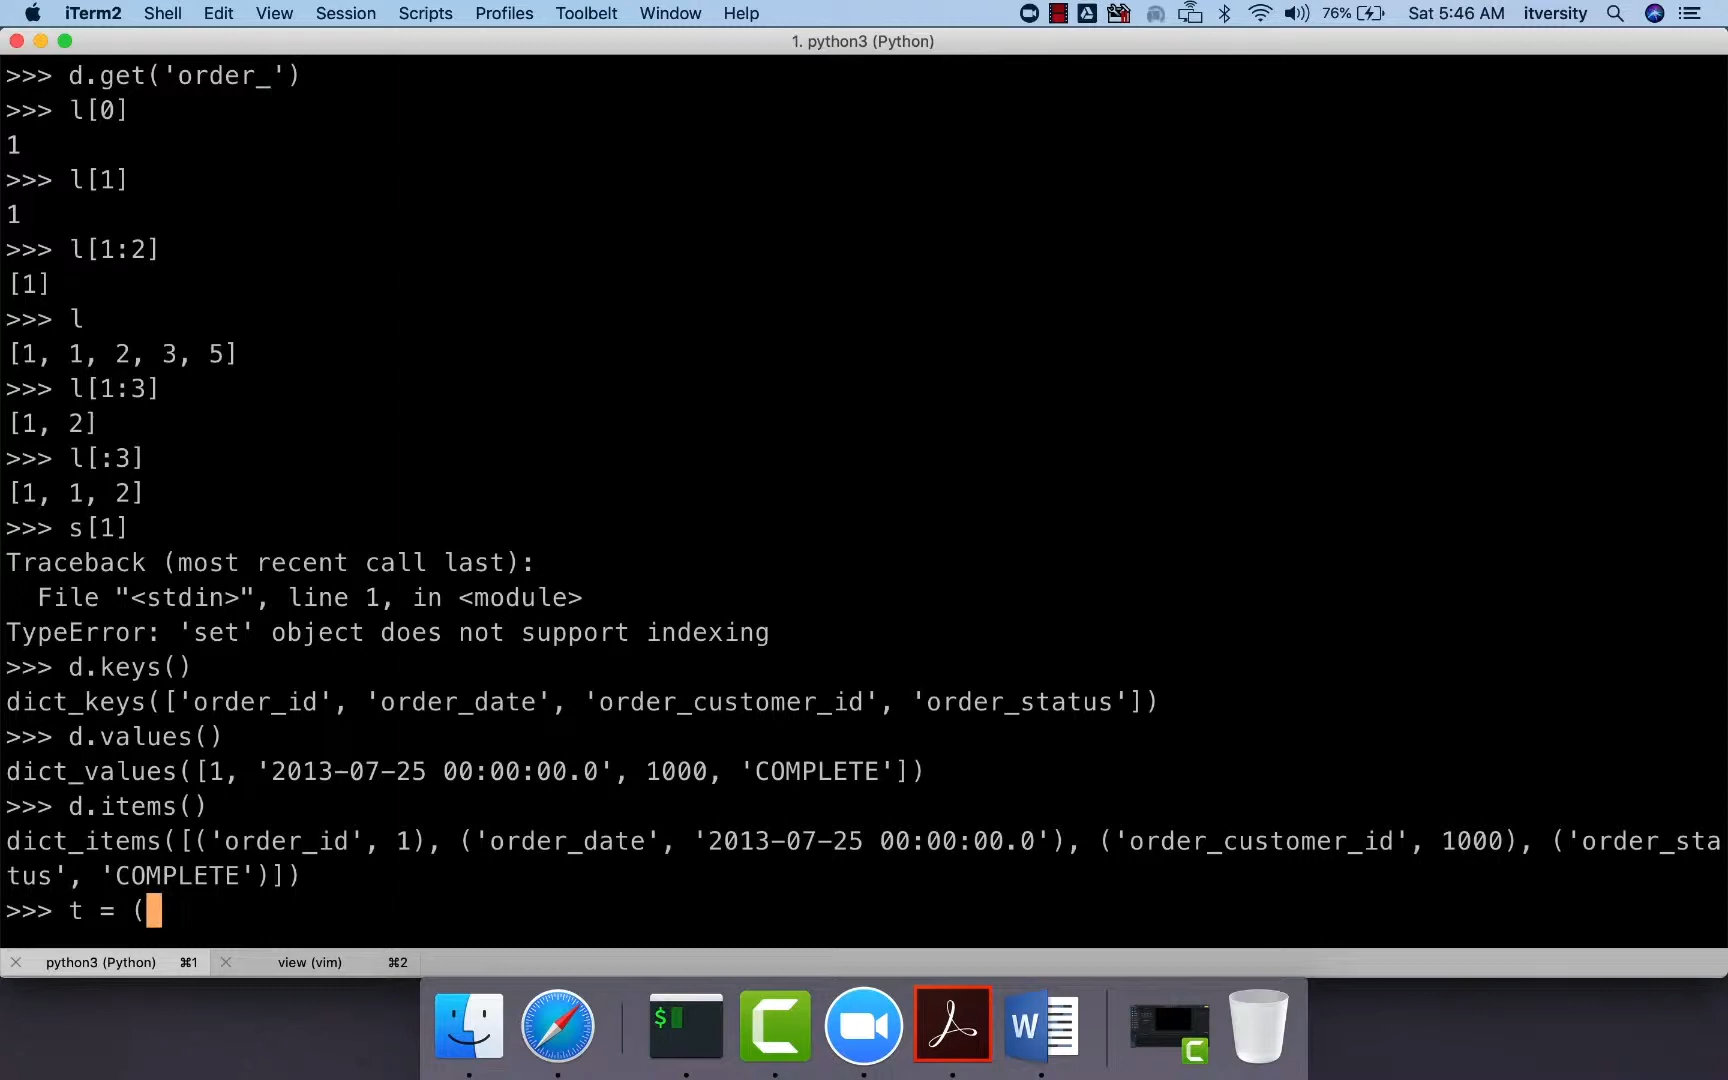 iTerm2 Shell Edit View Session Scripts Profiles Toolbelt Window Help 76% Sat 5:46 AM itversity
1. python3 (Python)
>>> d.get('order_')
>>> l[0]
1
>>> l[1]
1
>>> l[1:2]
[1]
>>> l
[1, 1, 2, 3, 5]
>>> l[1:3]
[1, 2]
>>> l[:3]
[1, 1, 2]
>>> s[1]
Traceback (most recent call last):
  File "<stdin>", line 1, in <module>
TypeError: 'set' object does not support indexing
>>> d.keys()
dict_keys(['order_id', 'order_date', 'order_customer_id', 'order_status'])
>>> d.values()
dict_values([1, '2013-07-25 00:00:00.0', 1000, 'COMPLETE'])
>>> d.items()
dict_items([('order_id', 1), ('order_date', '2013-07-25 00:00:00.0'), ('order_customer_id', 1000), ('order_sta
tus', 'COMPLETE')])
>>> t = (
python3 (Python) ⌘1 view (vim) ⌘2
$
W